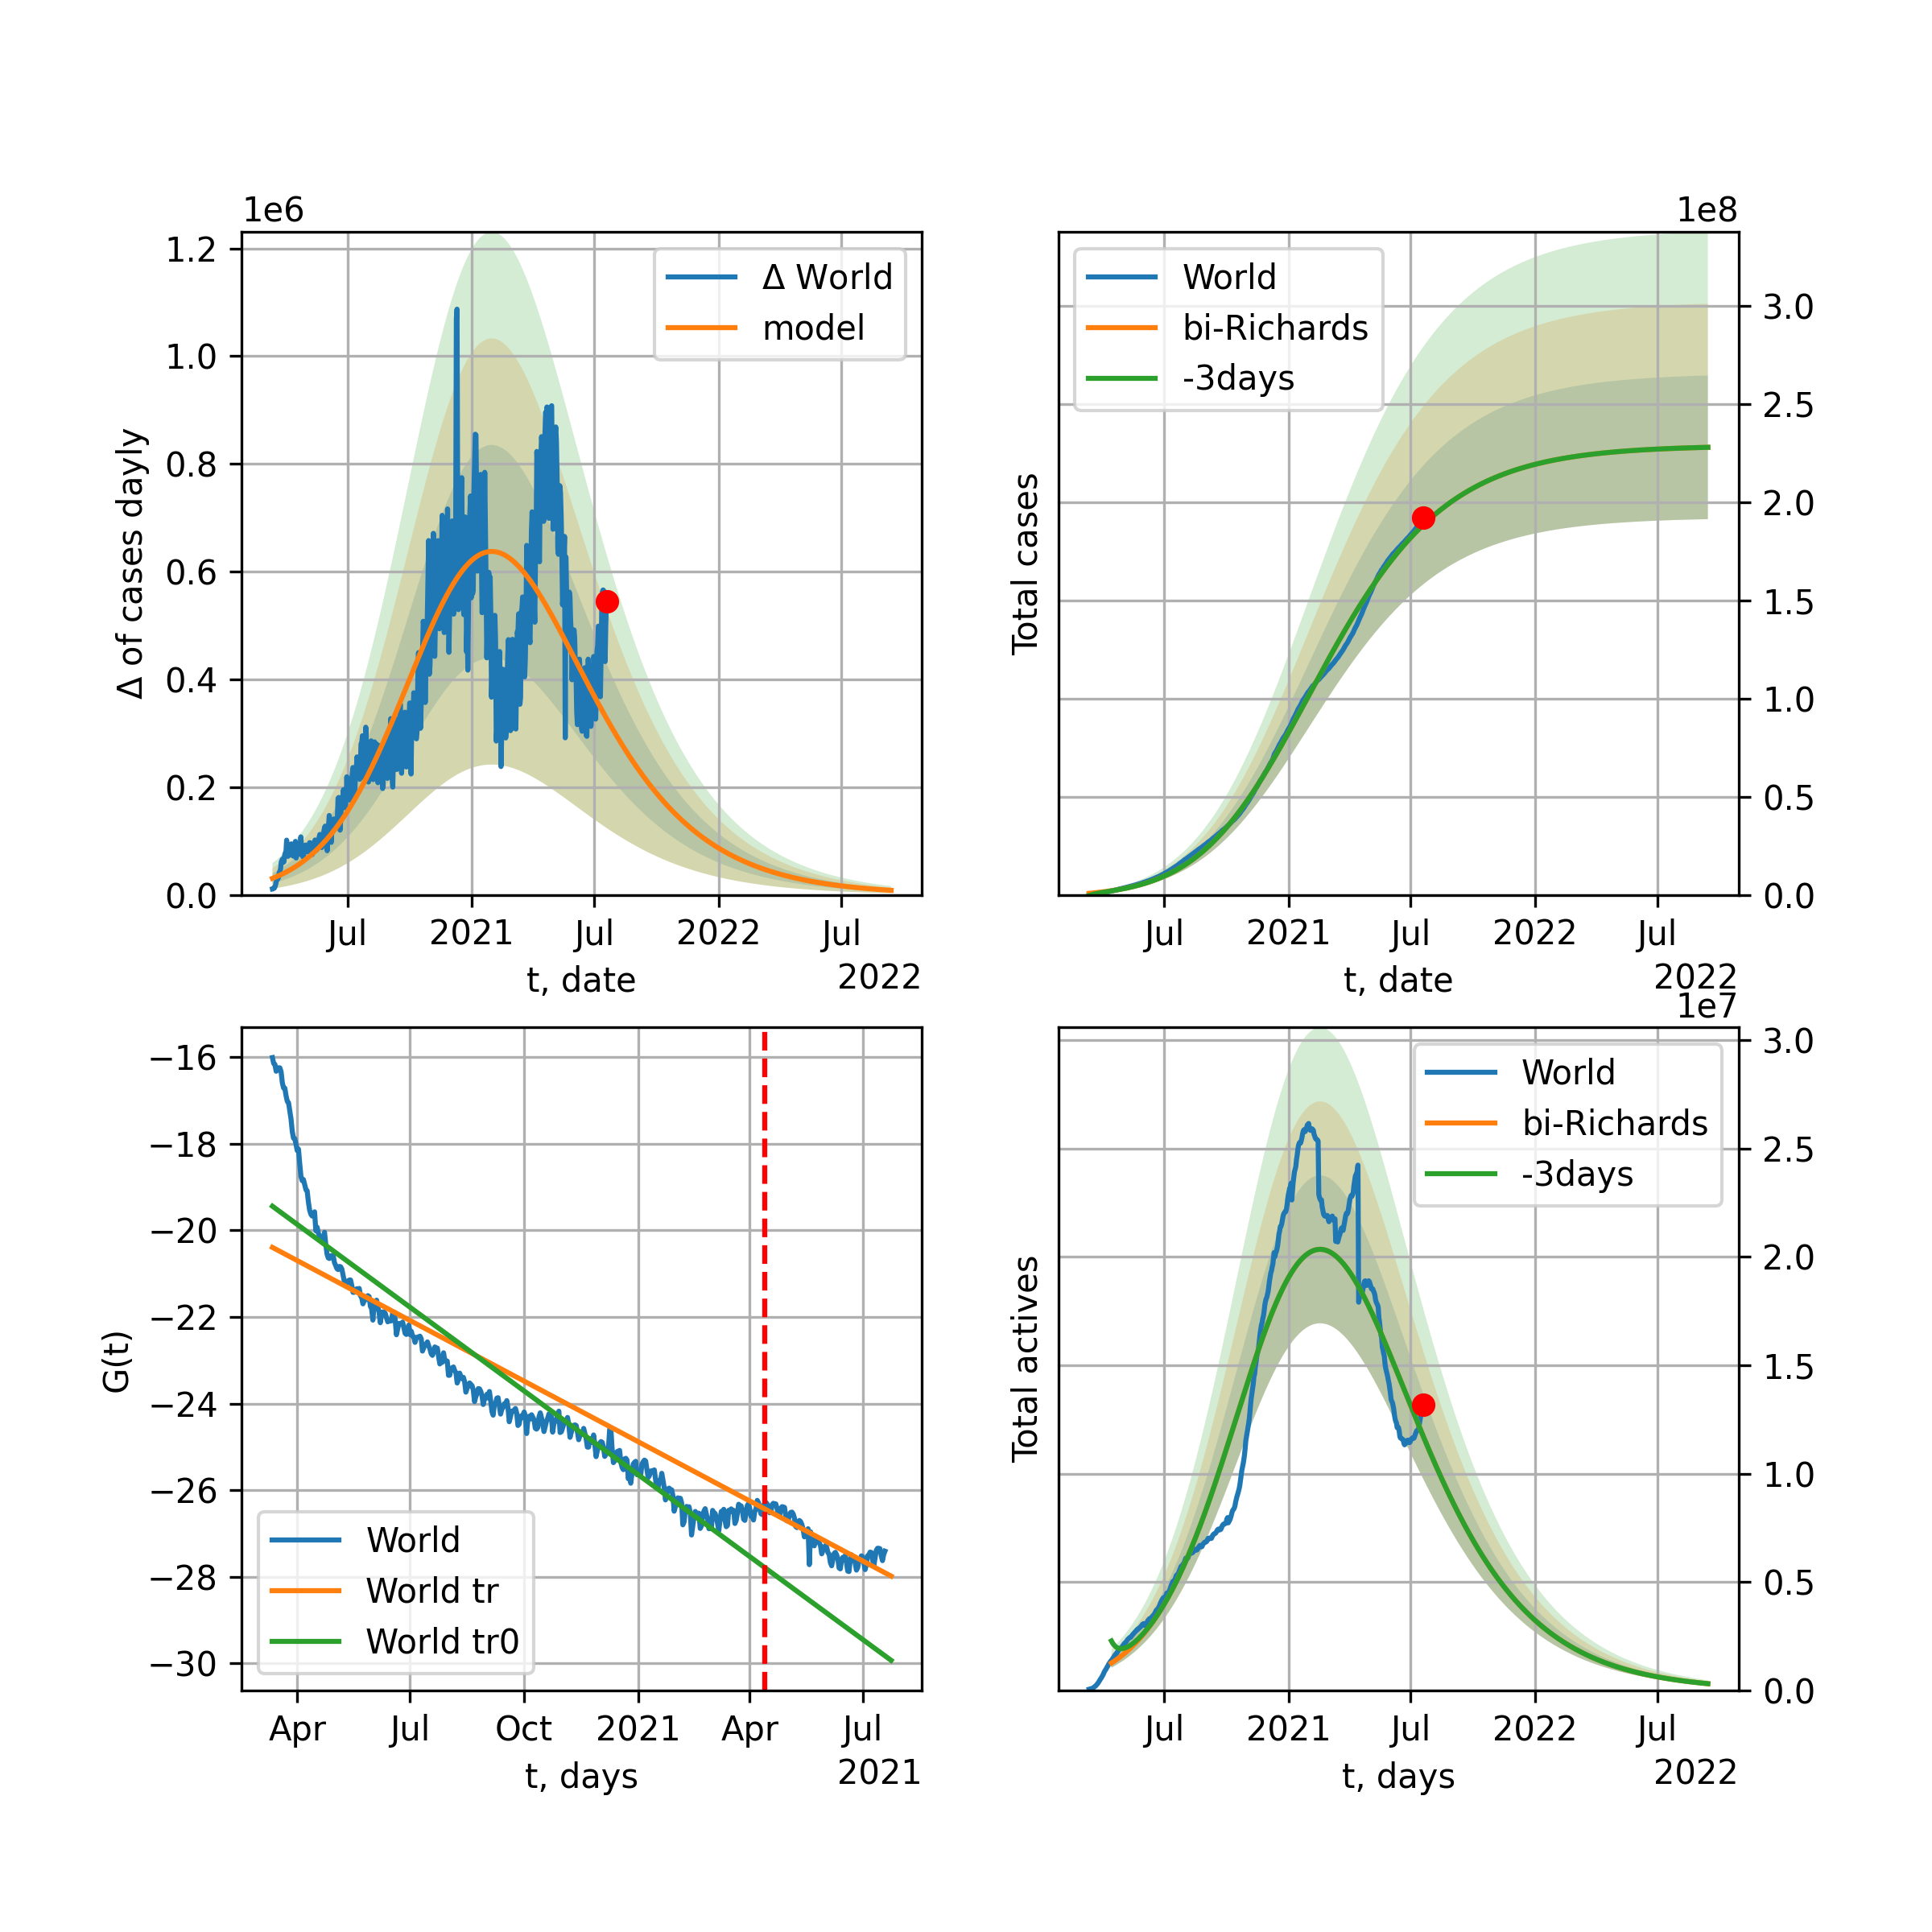 1e6
1.2
1.0
0.8
0.6
0.4
0.2
0.0
Δ of cases dayly
Δ World
model
Jul 2021 Jul 2022 Jul
t, date
2022
1e8
World
bi-Richards
-3days
3.0
2.5
2.0
1.5
1.0
0.5
0.0
Total cases
Jul 2021 Jul 2022 Jul
t, date
2022
−16
−18
−20
−22
−24
−26
−28
−30
G(t)
World
World tr
World tr0
Apr Jul Oct 2021 Apr Jul
t, days
2021
1e7
World
bi-Richards
-3days
3.0
2.5
2.0
1.5
1.0
0.5
0.0
Total actives
Jul 2021 Jul 2022 Jul
t, days
2022